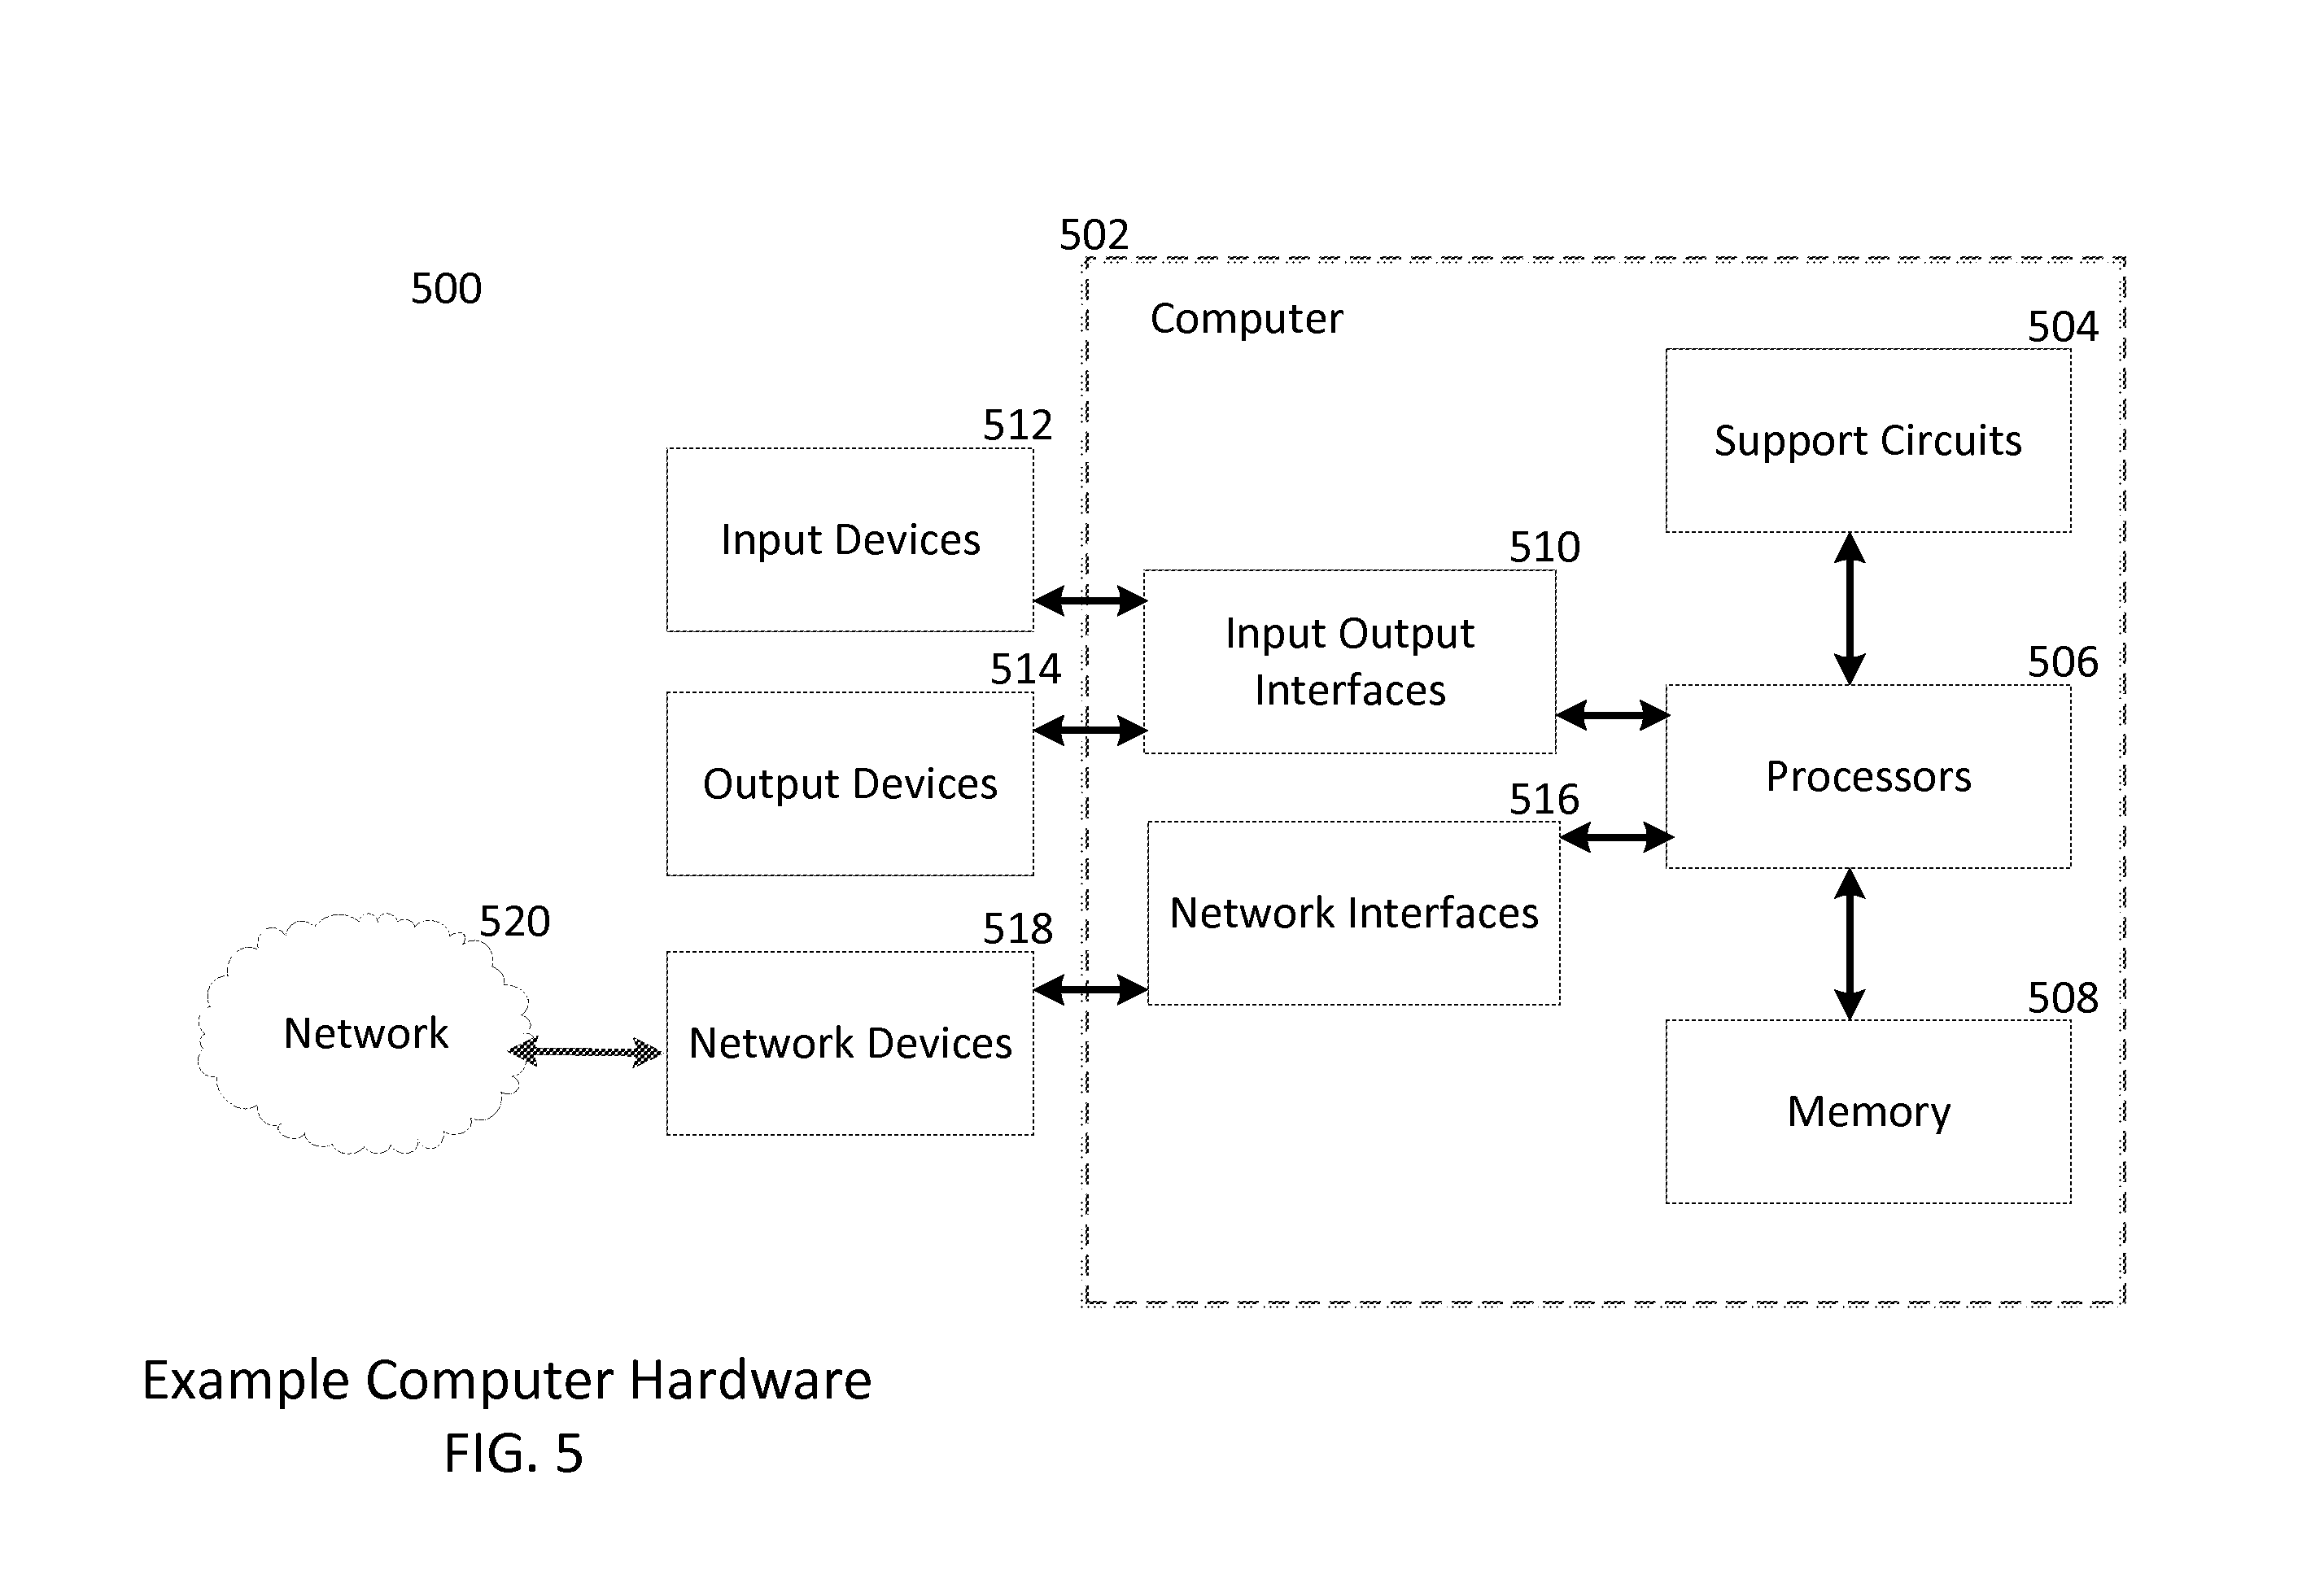 500
502
Computer
504
Support Circuits
512
Input Devices
510
Input Output
Interfaces
514
Output Devices
506
Processors
516
Network Interfaces
520
Network
518
Network Devices
508
Memory
Example Computer Hardware
FIG. 5